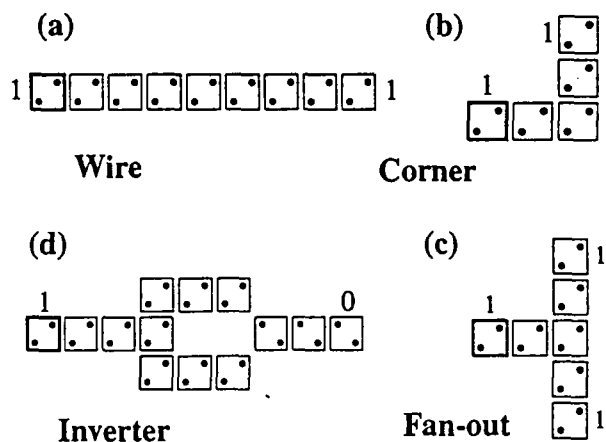 (a)
1 1
Wire
(b)
1
1
Corner
(d)
1 0
Inverter
(c)
1
1
1
Fan-out